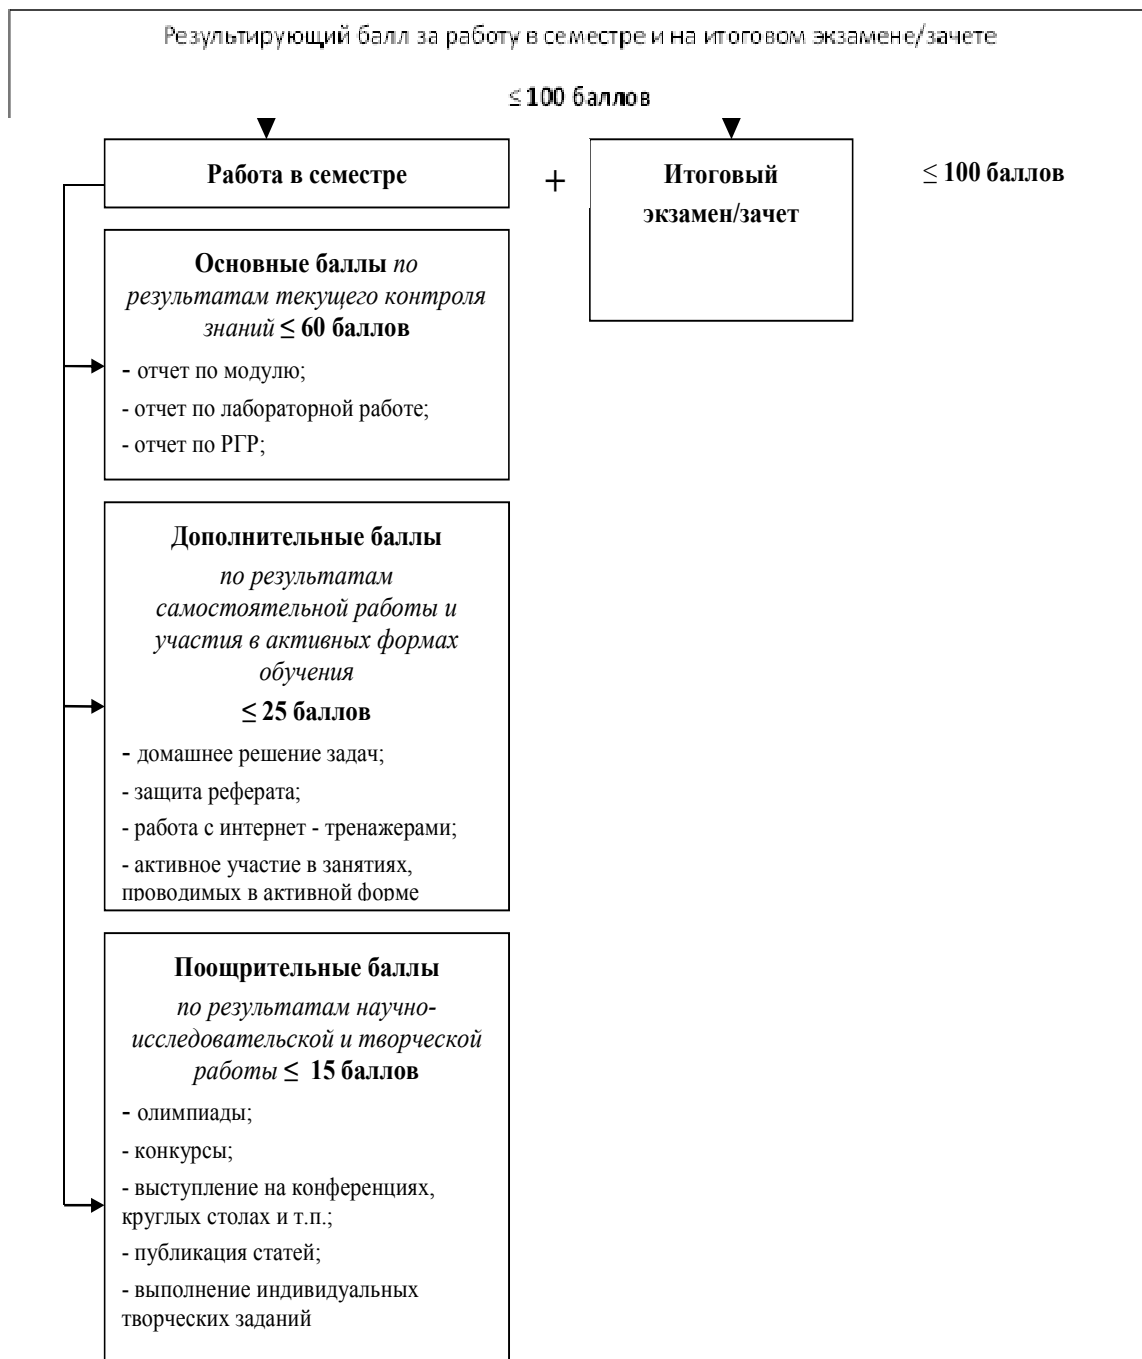 Результирующий балл за работу в семестре и на итоговом экзамене/зачете
≤ 100 баллов
Работа в семестре
+
Итоговый
экзамен/зачет
≤ 100 баллов
Основные баллы по
результатам текущего контроля
знаний ≤ 60 баллов
- отчет по модулю;
- отчет по лабораторной работе;
- отчет по РГР;
Дополнительные баллы
по результатам
самостоятельной работы и
участия в активных формах
обучения
≤ 25 баллов
- домашнее решение задач;
- защита реферата;
- работа с интернет - тренажерами;
- активное участие в занятиях,
проводимых в активной форме
Поощрительные баллы
по результатам научно-
исследовательской и творческой
работы ≤ 15 баллов
- олимпиады;
- конкурсы;
- выступление на конференциях,
круглых столах и т.п.;
- публикация статей;
- выполнение индивидуальных
творческих заданий